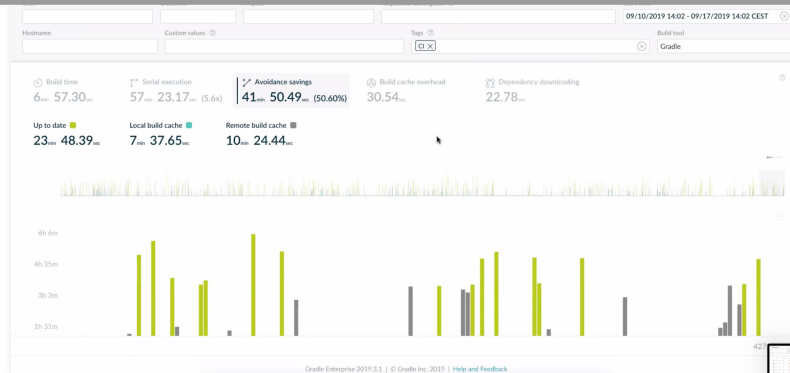 09/10/2019 14:02 - 09/17/2019 14:02 CEST
Hostname Custom values Tags Build tool
CI Gradle
Build time Serial execution Avoidance savings Build cache overhead Dependency downloading
6min 57.30sec 57min 23.17sec (5.6x) 41min 50.49sec (50.60%) 30.54sec 22.78sec
Up to date Local build cache Remote build cache
23min 48.39sec 7min 37.65sec 10min 24.44sec
6h 6m
4h 35m
3h 3m
1h 31m
427
Gradle Enterprise 2019.3.1 | © Gradle Inc. 2019 | Help and Feedback